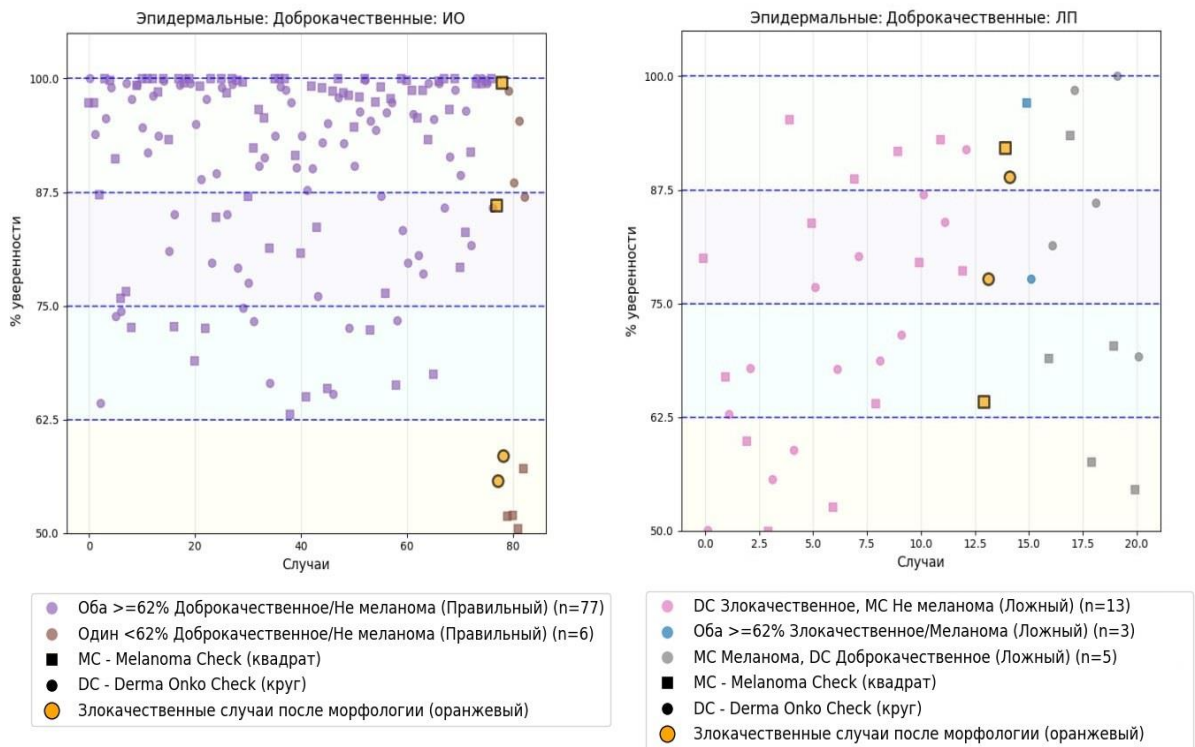 Эпидермальные: Доброкачественные: ИО
100.0
87.5
75.0
62.5
50.0
% уверенности
0
20
40
60
80
Случаи
Оба >=62% Доброкачественное/Не меланома (Правильный) (n=77)
Один <62% Доброкачественное/Не меланома (Правильный) (n=6)
MC - Melanoma Check (квадрат)
DC - Derma Onko Check (круг)
Злокачественные случаи после морфологии (оранжевый)
Эпидермальные: Доброкачественные: ЛП
100.0
87.5
75.0
62.5
50.0
% уверенности
0.0
2.5
5.0
7.5
10.0
12.5
15.0
17.5
20.0
Случаи
DC Злокачественное, MC Не меланома (Ложный) (n=13)
Оба >=62% Злокачественное/Меланома (Ложный) (n=3)
MC Меланома, DC Доброкачественное (Ложный) (n=5)
MC - Melanoma Check (квадрат)
DC - Derma Onko Check (круг)
Злокачественные случаи после морфологии (оранжевый)